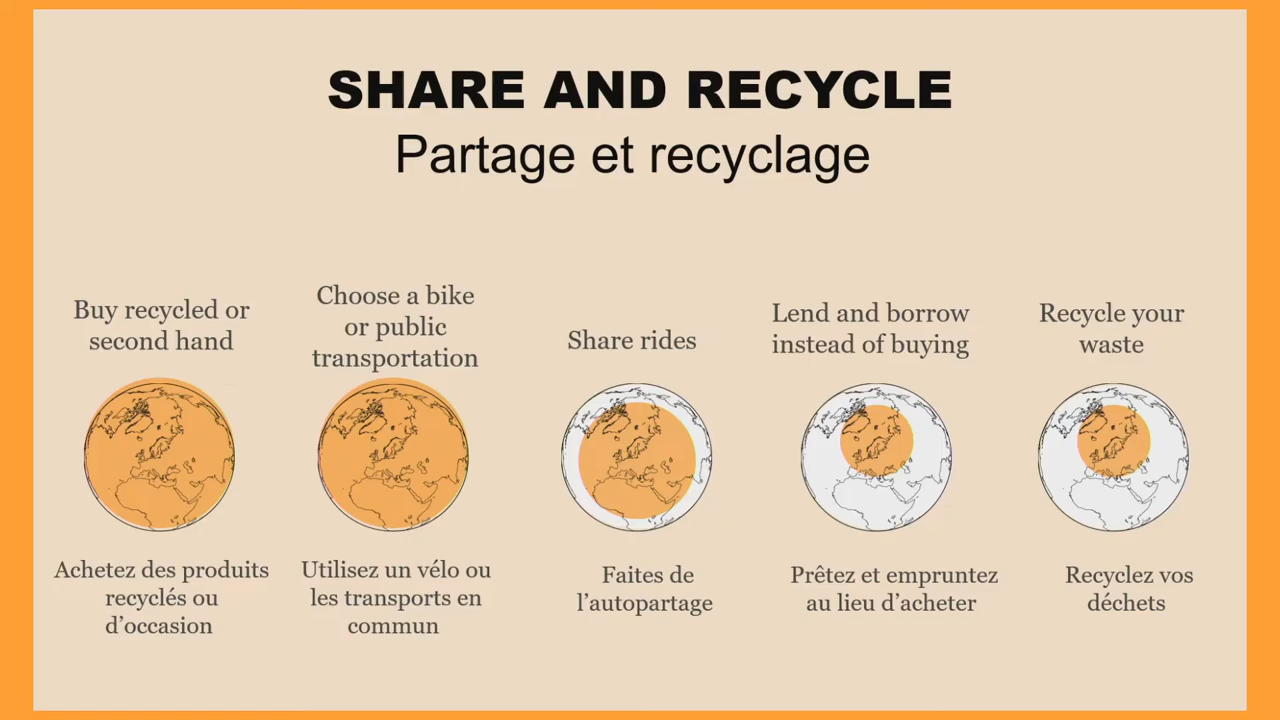 SHARE AND RECYCLE
Partage et recyclage
Buy recycled or
second hand
Choose a bike
or public
transportation
Share rides
Lend and borrow
instead of buying
Recycle your
waste
Achetez des produits
recyclés ou
d’occasion
Utilisez un vélo ou
les transports en
commun
Faites de
l’autopartage
Prêtez et empruntez
au lieu d’acheter
Recyclez vos
déchets